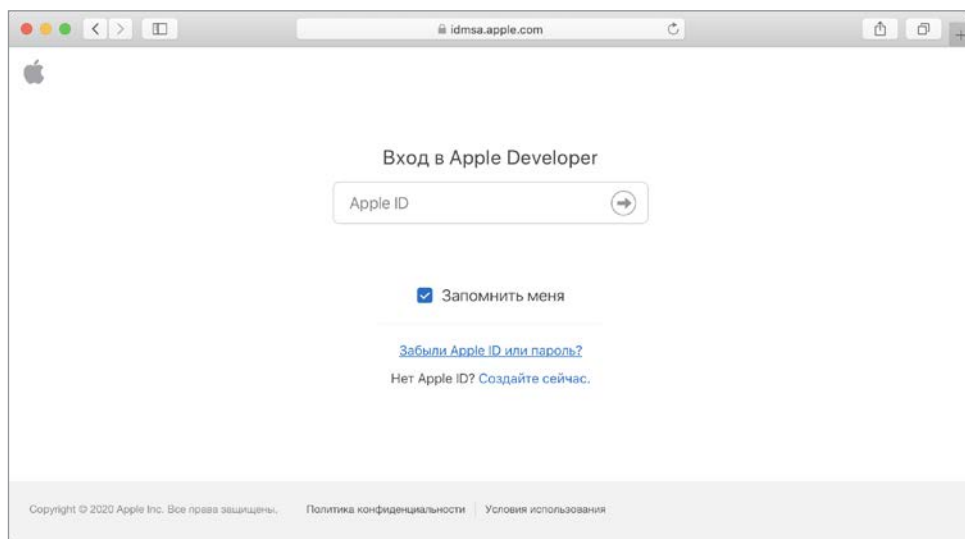 idmsa.apple.com
Вход в Apple Developer
Apple ID
Запомнить меня
Забыли Apple ID или пароль?
Нет Apple ID? Создайте сейчас.
Copyright © 2020 Apple Inc. Все права защищены. Политика конфиденциальности Условия использования